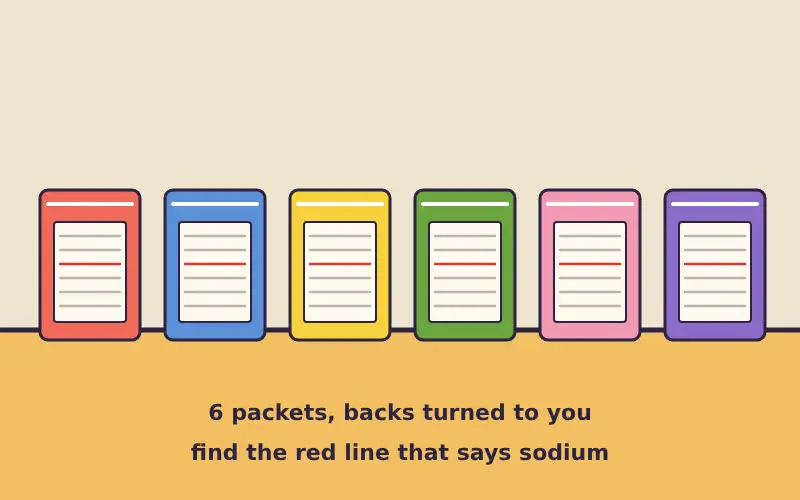 6 packets, backs turned to you
find the red line that says sodium